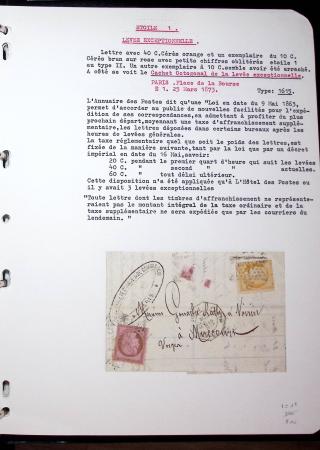 ETOILE 1.
LEVEE EXCEPTIONNELLE.
Lettre avec 40 C.Cérès orange et un exemplaire du 10 C.
Cérès brun sur rose avec petits chiffres oblitérés étoile 1
au type II. Un autre exemplaire à 10 C.semble avoir été arraché.
A côté se voit le Cachet Octogonal de la levée exceptionnelle.
PARIS .Place de la Bourse
E 1. 23 Mars 1873. Type: 1615.
L'Annuaire des Postes dit qu'une "Loi en date du 9 Mai 1863,
permet d'accorder au public de nouvelles facilités pour l'expé-
dition de ses correspondances,en admettant à profiter du plus
prochain départ,moyennant une taxe d'affranchissement supplé-
mentaire,les lettres déposées dans certains bureaux après les
heures de levées générales.
La taxe réglementaire quel que soit le poids des lettres,est
fixée de la manière suivante,tant par la loi que par un décret
impérial en date du 16 Mai,savoir:
20 C. pendant le premier quart d'heure qui suit les levées
40 C. " second " actuelles.
60 C. " tout délai ultérieur.
Cette disposition n'a été appliquée qu'à L'Hôtel des Postes ou
il y avait 3 levées exceptionnelles
"Toute lettre dont les timbres d'affranchissement ne représente-
raient pas le montant intégral de la taxe ordinaire et de la
taxe supplémentaire ne sera expédiée que par les courriers du
lendemain. "
à Mirecourt
Vosges